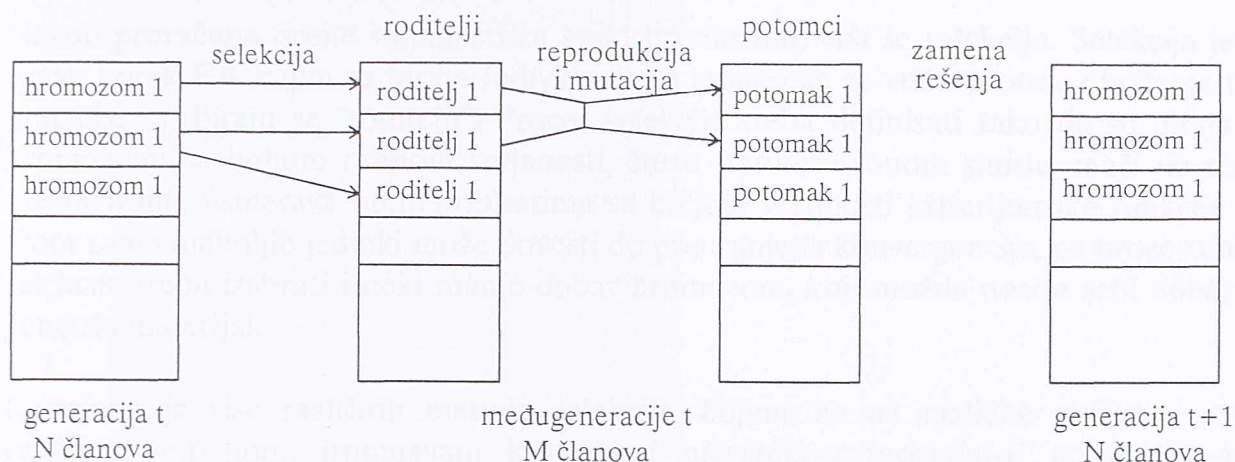 roditelji
potomci
selekcija
reprodukcija
i mutacija
zamena
rešenja
hromozom 1
hromozom 1
hromozom 1
roditelj 1
roditelj 1
roditelj 1
potomak 1
potomak 1
potomak 1
hromozom 1
hromozom 1
hromozom 1
generacija t
N članova
međugeneracije t
M članova
generacija t+1
N članova